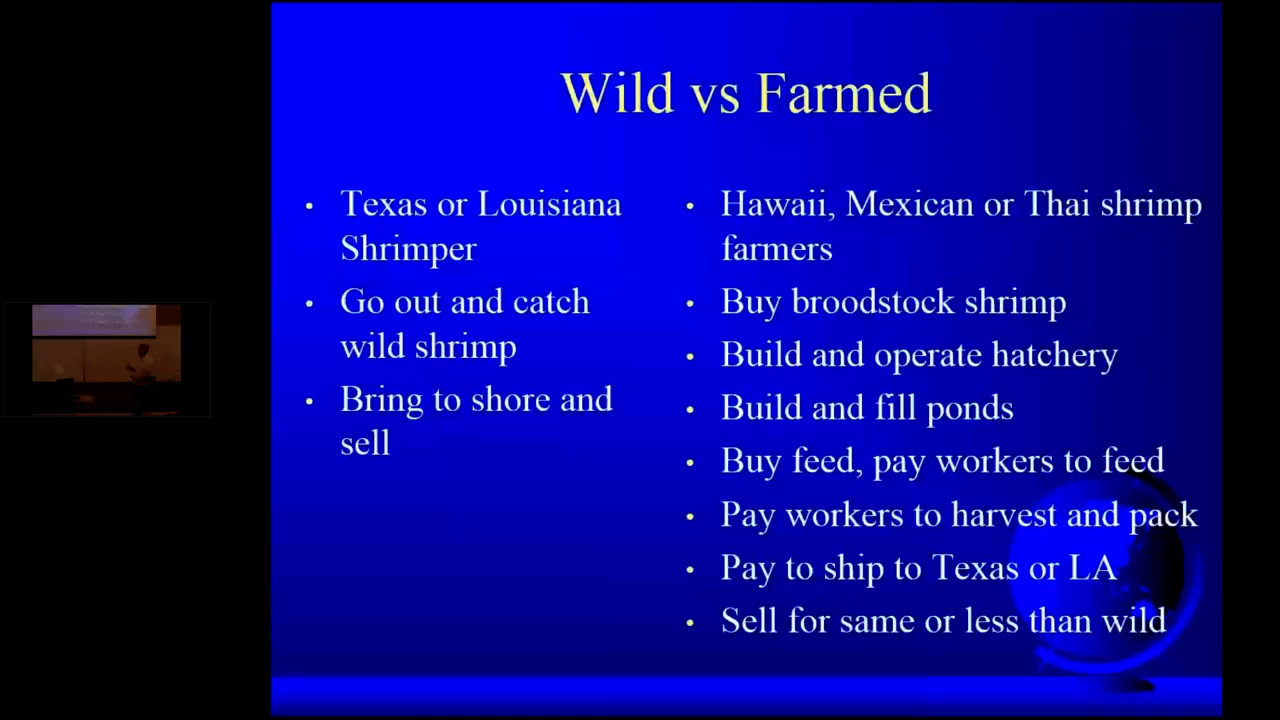 Wild vs Farmed
• Texas or Louisiana
Shrimper
• Go out and catch
wild shrimp
• Bring to shore and
sell
• Hawaii, Mexican or Thai shrimp
farmers
• Buy broodstock shrimp
• Build and operate hatchery
• Build and fill ponds
• Buy feed, pay workers to feed
• Pay workers to harvest and pack
• Pay to ship to Texas or LA
• Sell for same or less than wild